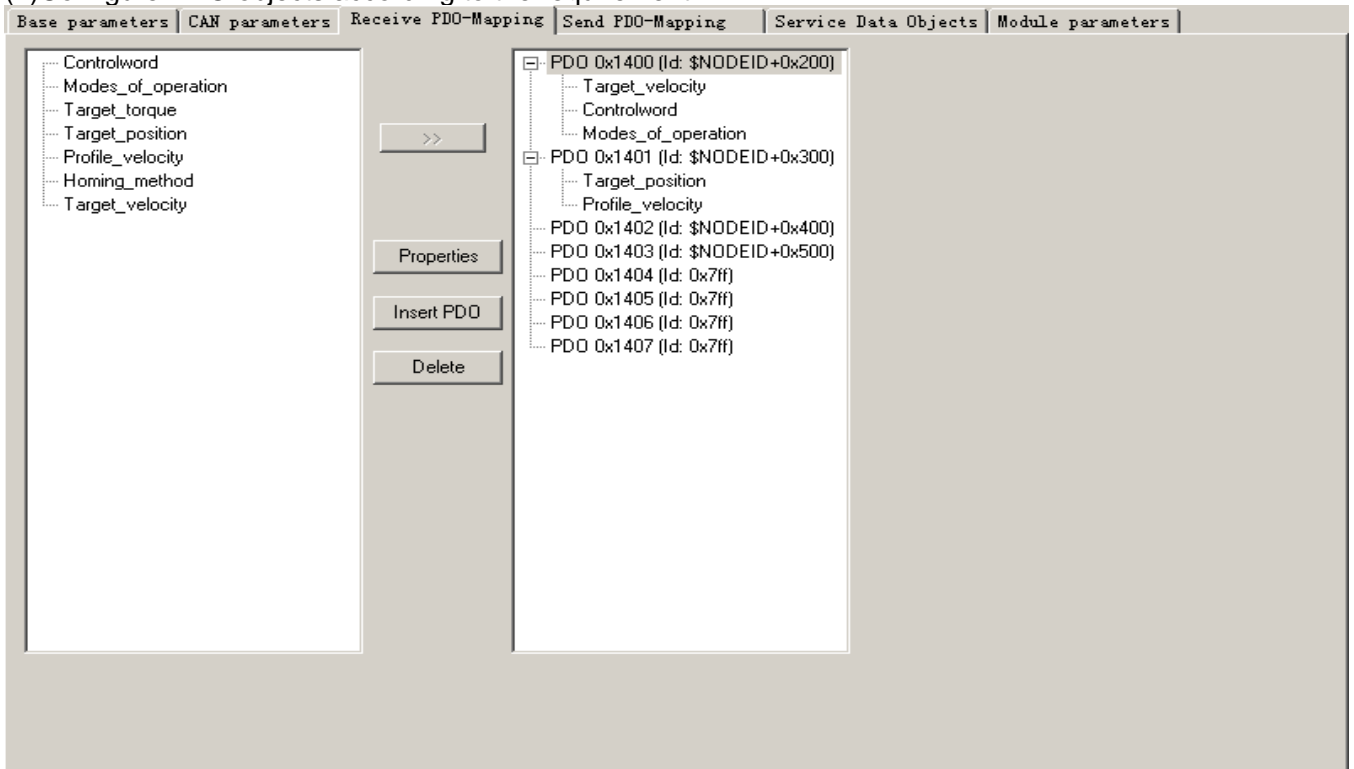 Base parameters CAN parameters Receive PDO-Mapping Send PDO-Mapping Service Data Objects Module parameters
Controlword
Modes_of_operation
Target_torque
Target_position
Profile_velocity
Homing_method
Target_velocity
>>
Properties
Insert PDO
Delete
PDO 0x1400 (Id: $NODEID+0x200)
Target_velocity
Controlword
Modes_of_operation
PDO 0x1401 (Id: $NODEID+0x300)
Target_position
Profile_velocity
PDO 0x1402 (Id: $NODEID+0x400)
PDO 0x1403 (Id: $NODEID+0x500)
PDO 0x1404 (Id: 0x7ff)
PDO 0x1405 (Id: 0x7ff)
PDO 0x1406 (Id: 0x7ff)
PDO 0x1407 (Id: 0x7ff)